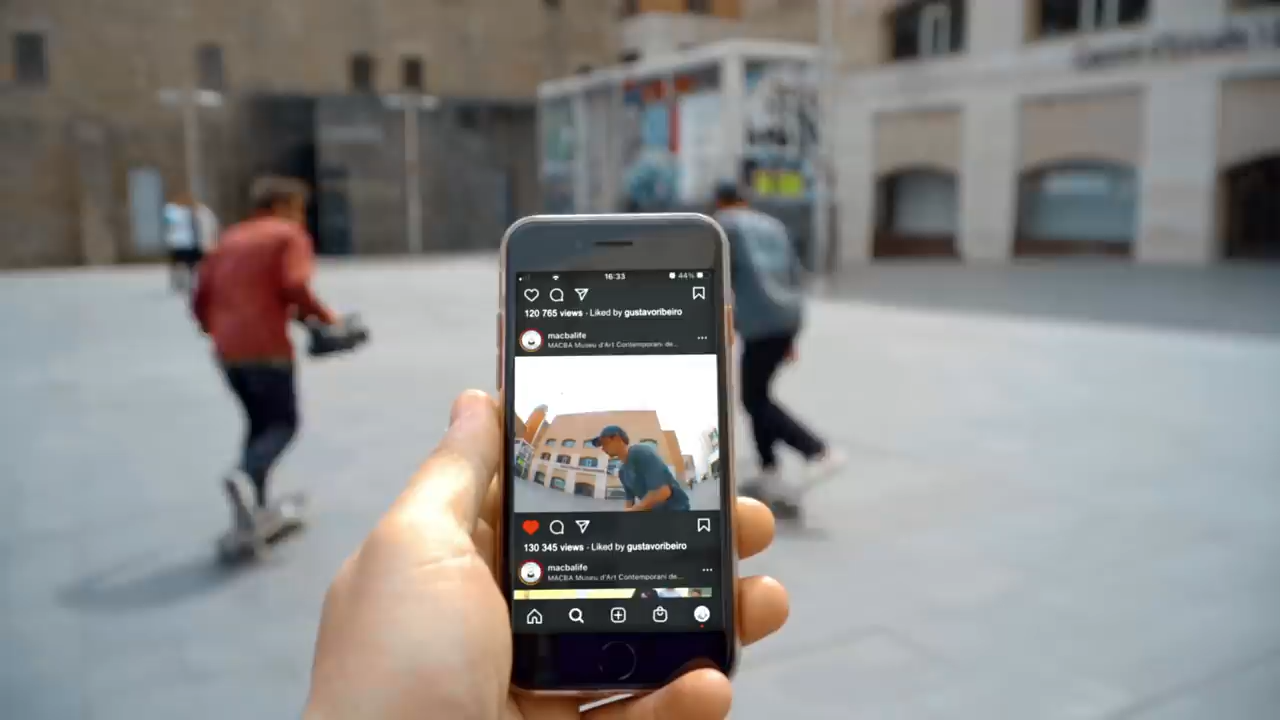 16:33
44%
120 765 views - Liked by gustavoribeiro
macbalife
MACBA Museu d'Art Contemporani de...
130 345 views - Liked by gustavoribeiro
macbalife
MACBA Museu d'Art Contemporani de...